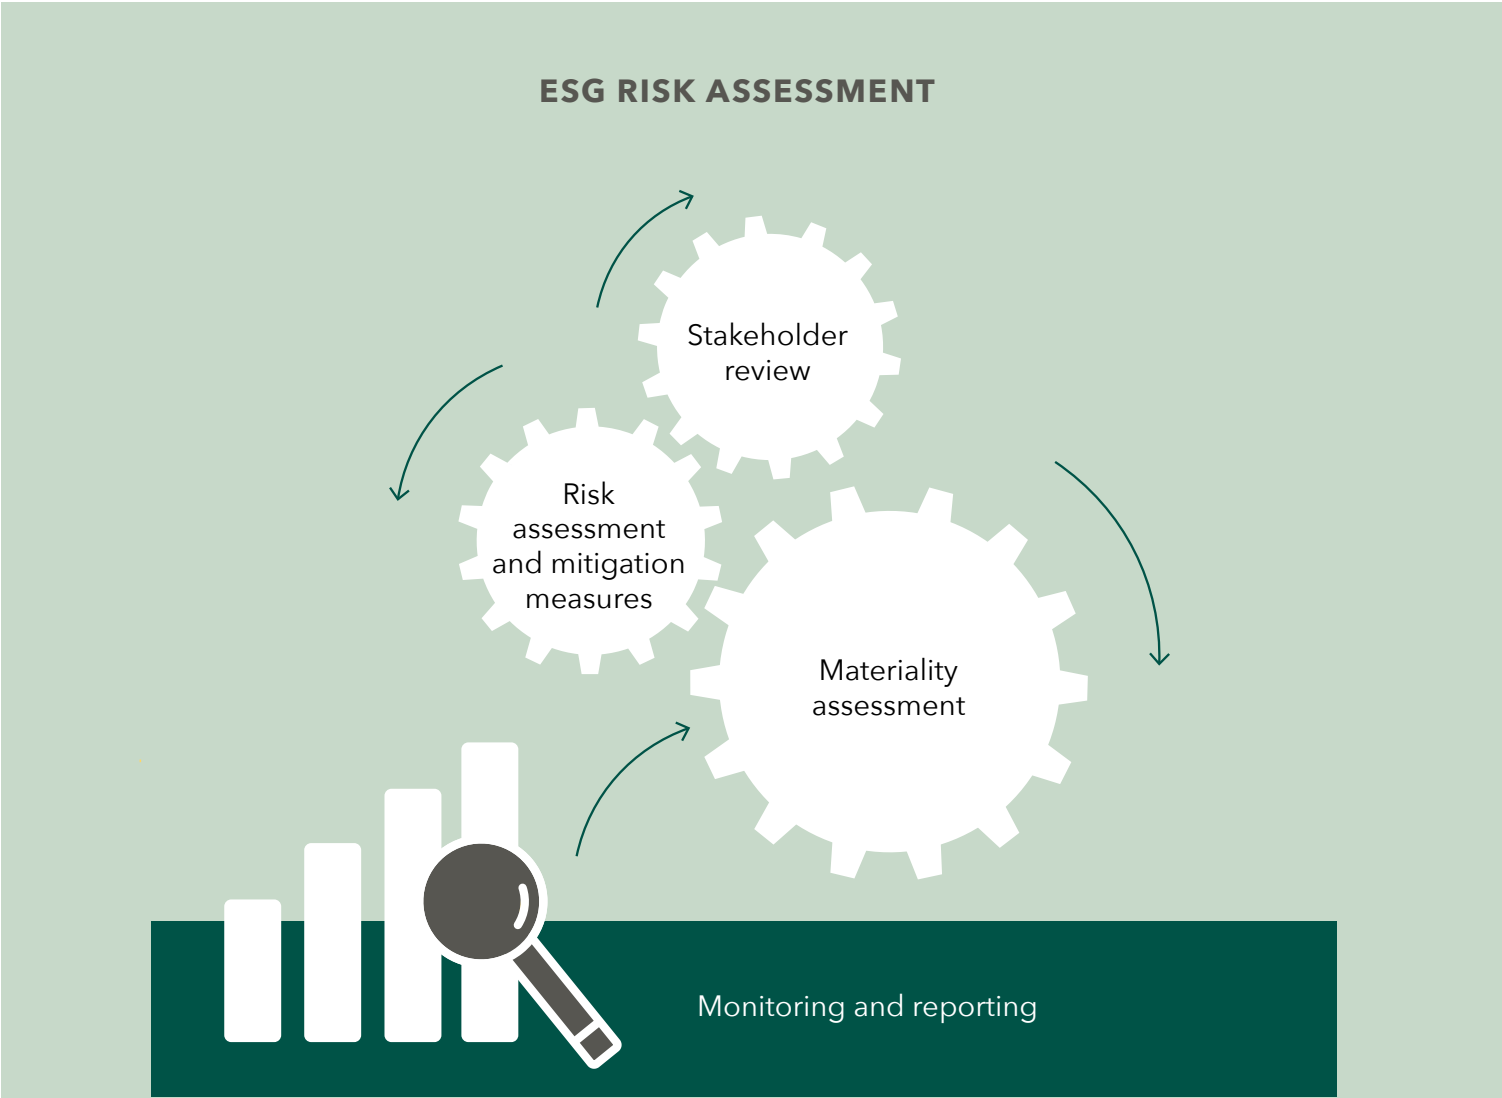 ESG RISK ASSESSMENT
Stakeholder
review
Risk
assessment
and mitigation
measures
Materiality
assessment
Monitoring and reporting